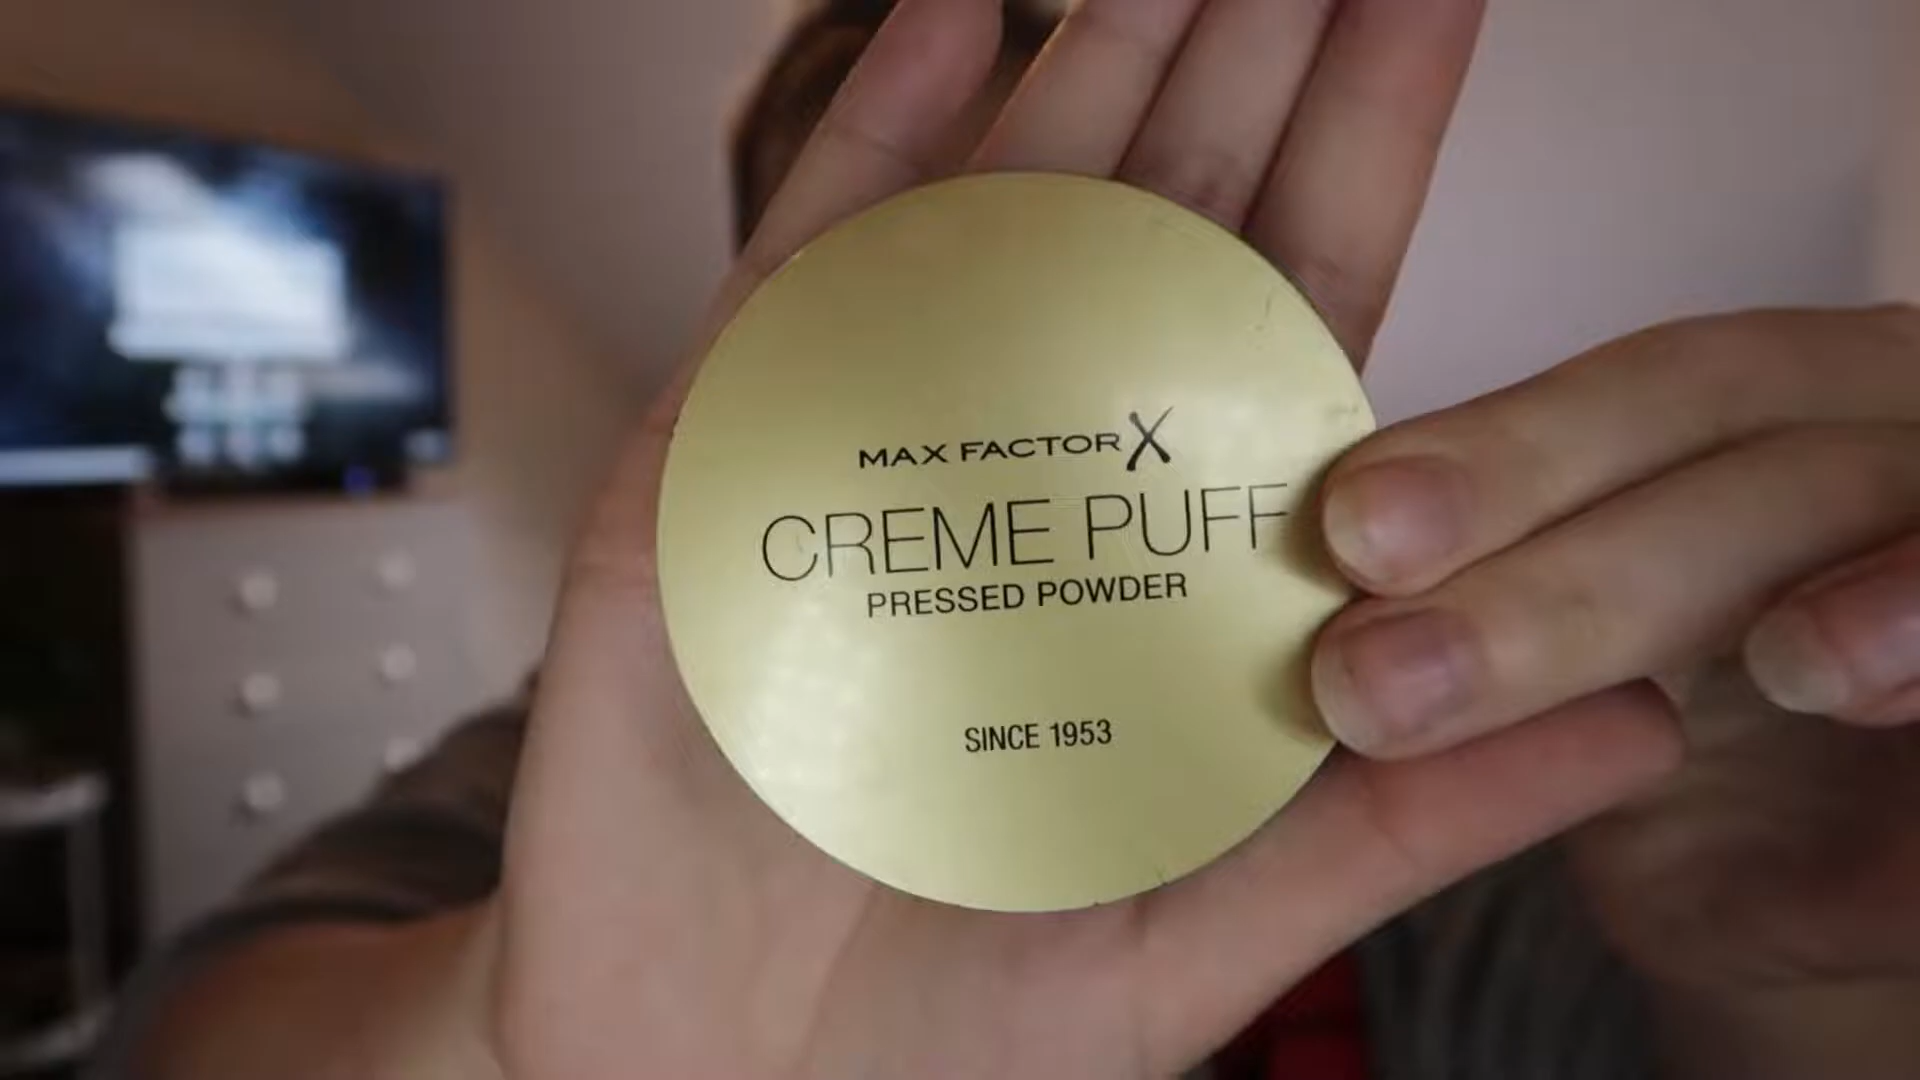 MAX FACTOR X
CREME PUFF
PRESSED POWDER
SINCE 1953